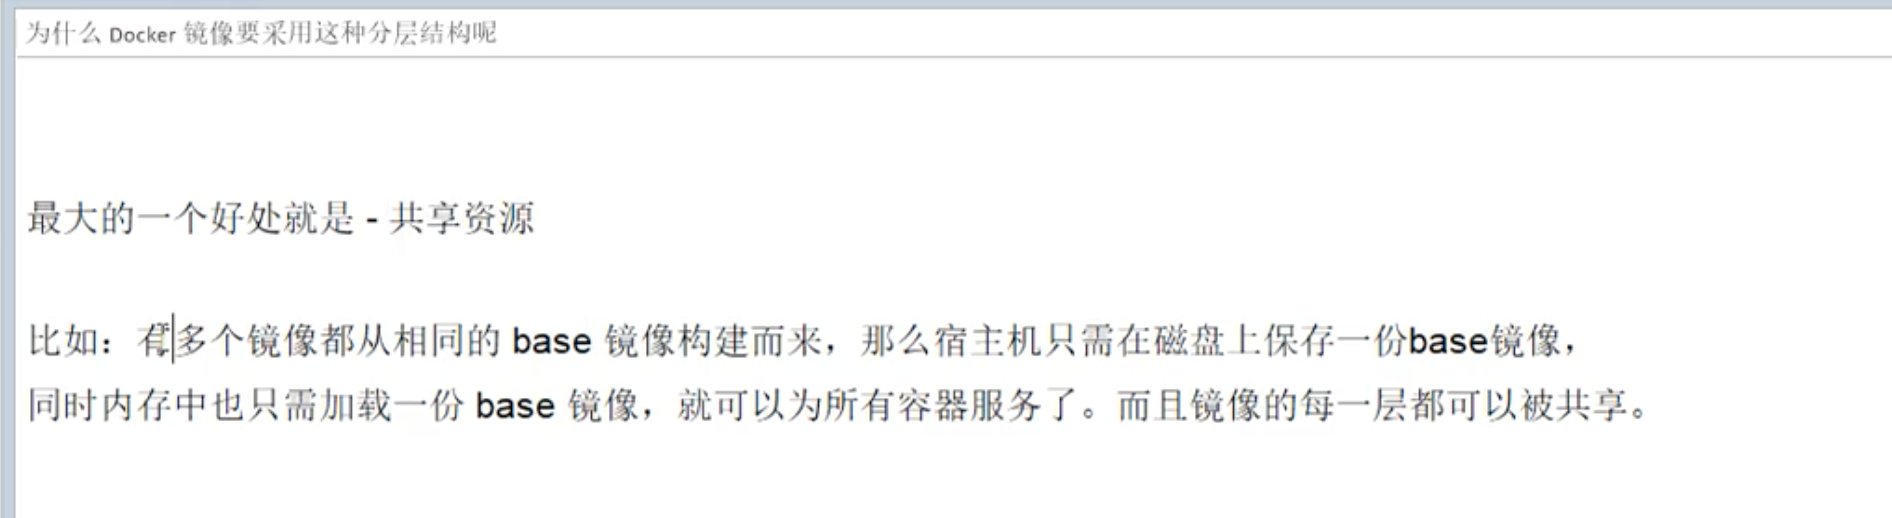 为什么 Docker 镜像要采用这种分层结构呢
最大的一个好处就是 - 共享资源
比如：有多个镜像都从相同的 base 镜像构建而来，那么宿主机只需在磁盘上保存一份base镜像，
同时内存中也只需加载一份 base 镜像，就可以为所有容器服务了。而且镜像的每一层都可以被共享。